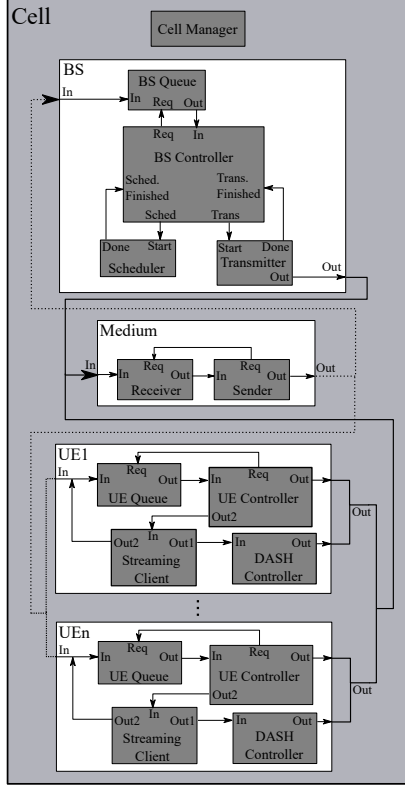 Cell
Cell Manager
BS
In
BS Queue
In
Req
Out
Req
In
BS Controller
Sched.
Finished
Trans.
Finished
Sched
Trans
Done
Start
Scheduler
Start
Done
Transmitter
Out
Out
Medium
In
In
Req
Out
Receiver
In
Req
Out
Sender
Out
UE1
In
In
Req
Out
UE Queue
In
Req
Out
UE Controller
Out2
Out2
In
Out1
Streaming
Client
In
Out
DASH
Controller
Out
⋮
UEn
In
In
Req
Out
UE Queue
In
Req
Out
UE Controller
Out2
Out2
In
Out1
Streaming
Client
In
Out
DASH
Controller
Out